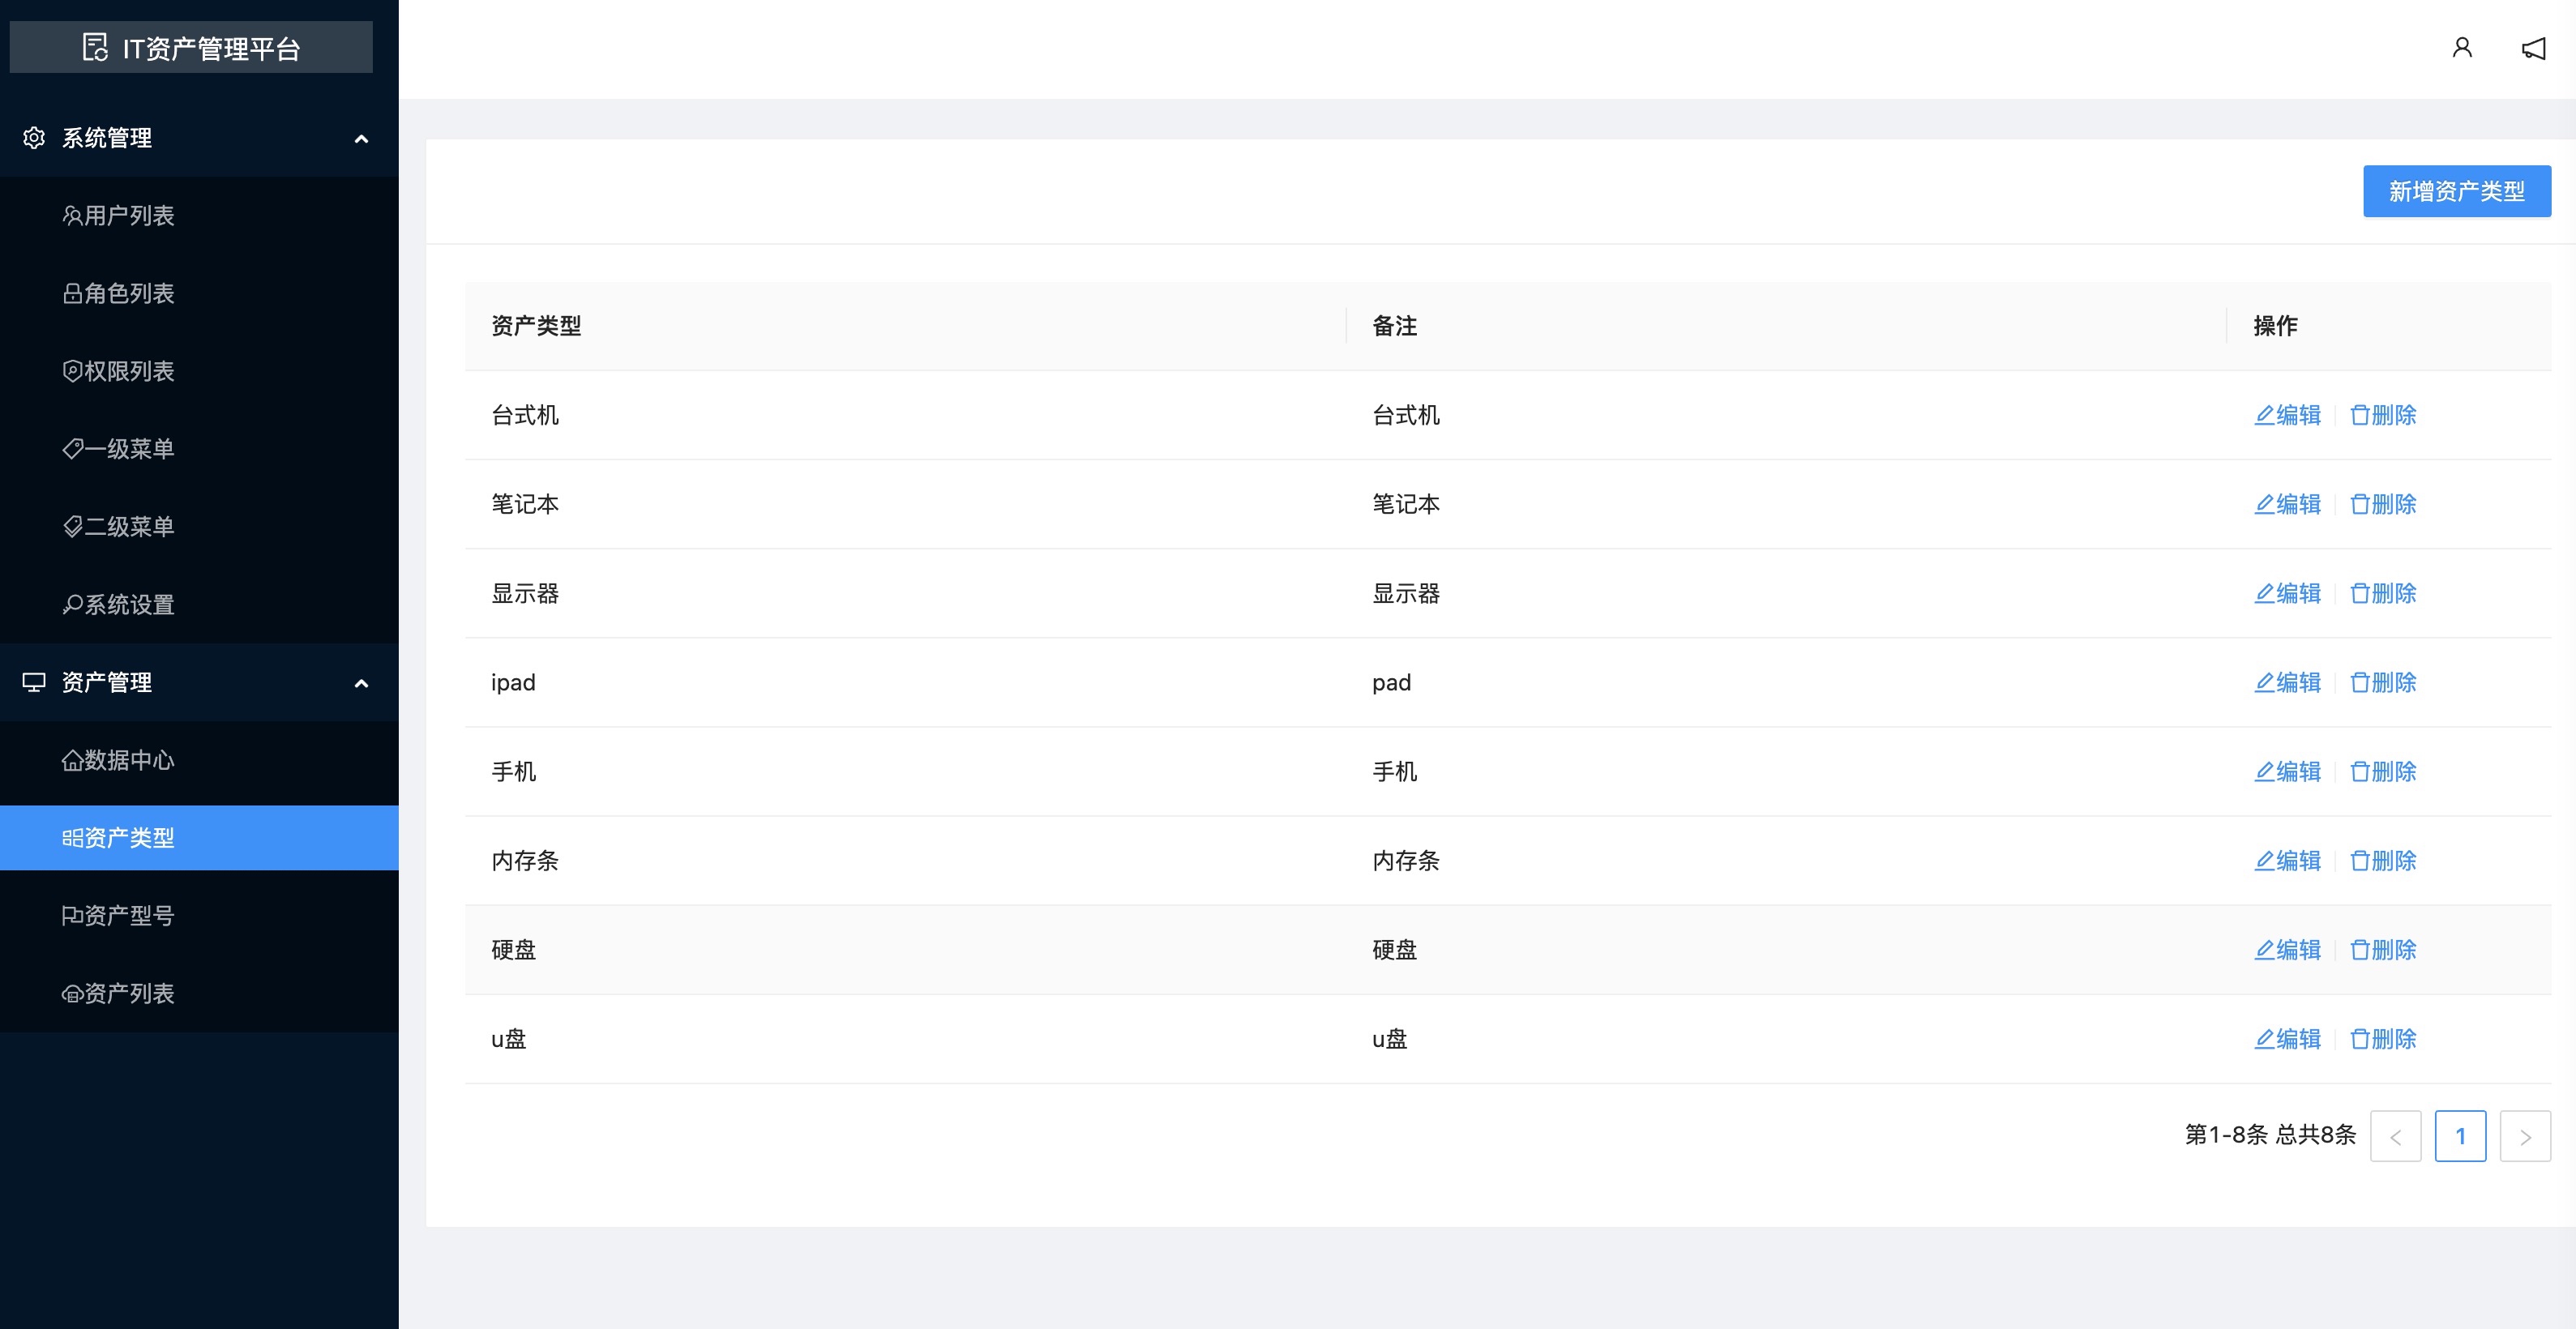 IT资产管理平台
系统管理
用户列表
角色列表
权限列表
一级菜单
二级菜单
系统设置
资产管理
数据中心
资产类型
资产型号
资产列表
新增资产类型
资产类型 备注 操作
台式机 台式机 编辑 删除
笔记本 笔记本 编辑 删除
显示器 显示器 编辑 删除
ipad pad 编辑 删除
手机 手机 编辑 删除
内存条 内存条 编辑 删除
硬盘 硬盘 编辑 删除
u盘 u盘 编辑 删除
第1-8条 总共8条 < 1 >